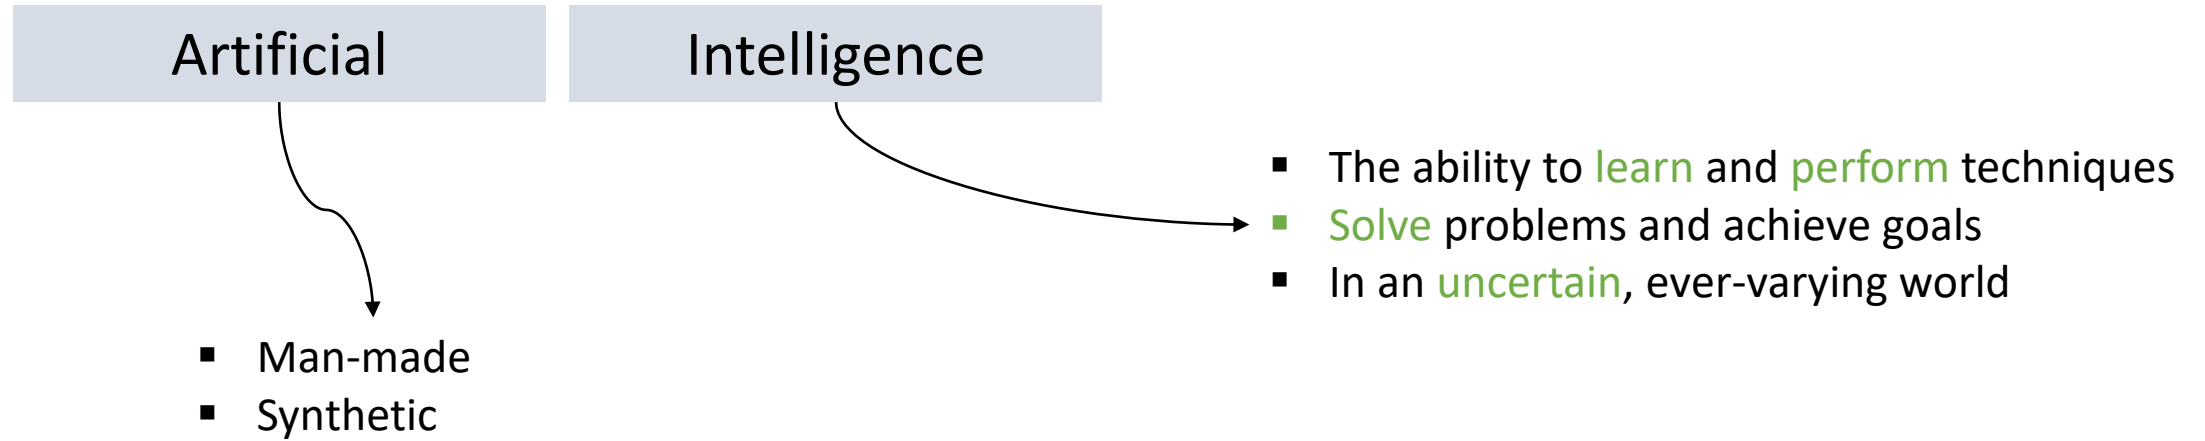 Artificial
Intelligence
▪ The ability to learn and perform techniques
▪ Solve problems and achieve goals
▪ In an uncertain, ever-varying world
▪ Man-made
▪ Synthetic